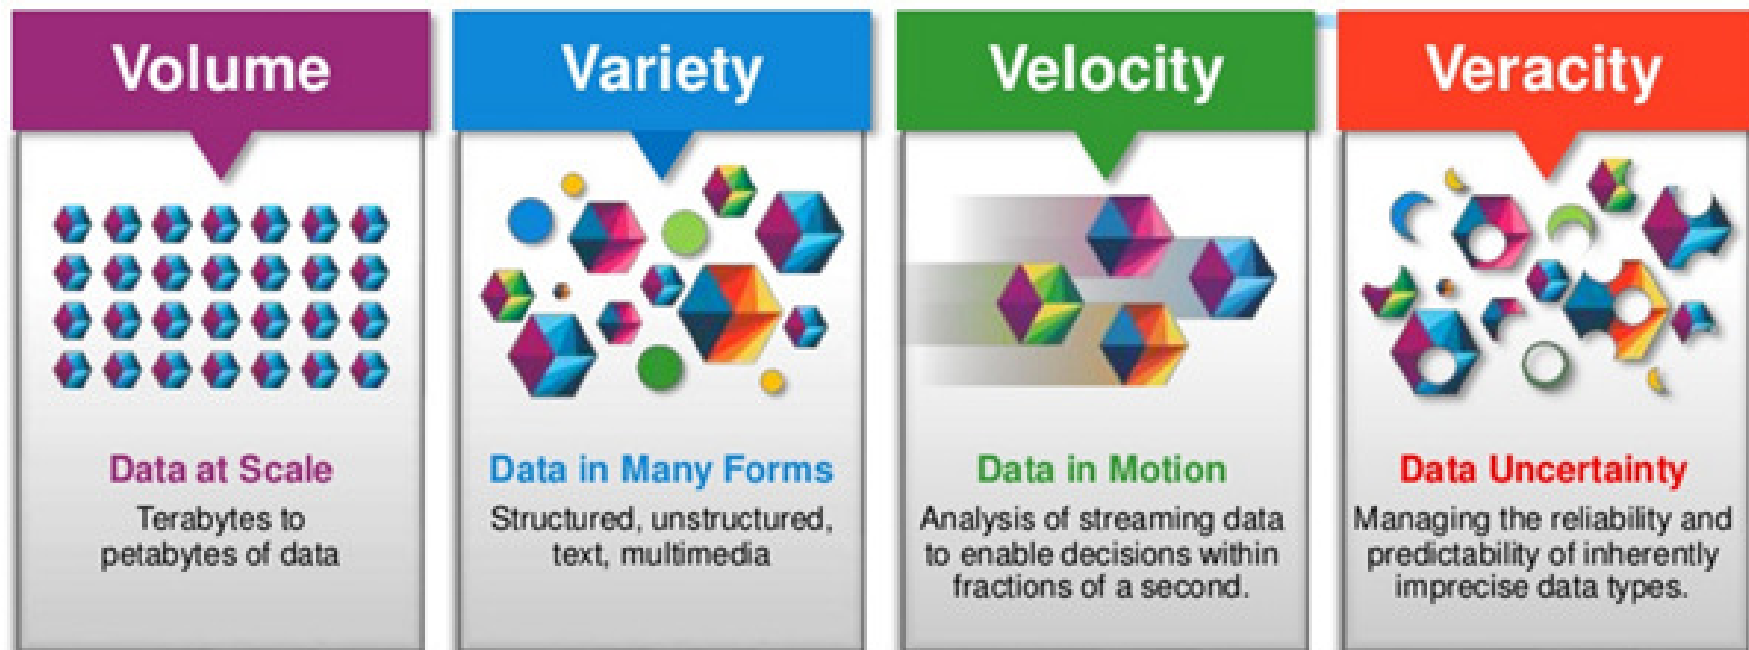 Volume
Data at Scale
Terabytes to
petabytes of data
Variety
Data in Many Forms
Structured, unstructured,
text, multimedia
Velocity
Data in Motion
Analysis of streaming data
to enable decisions within
fractions of a second.
Veracity
Data Uncertainty
Managing the reliability and
predictability of inherently
imprecise data types.